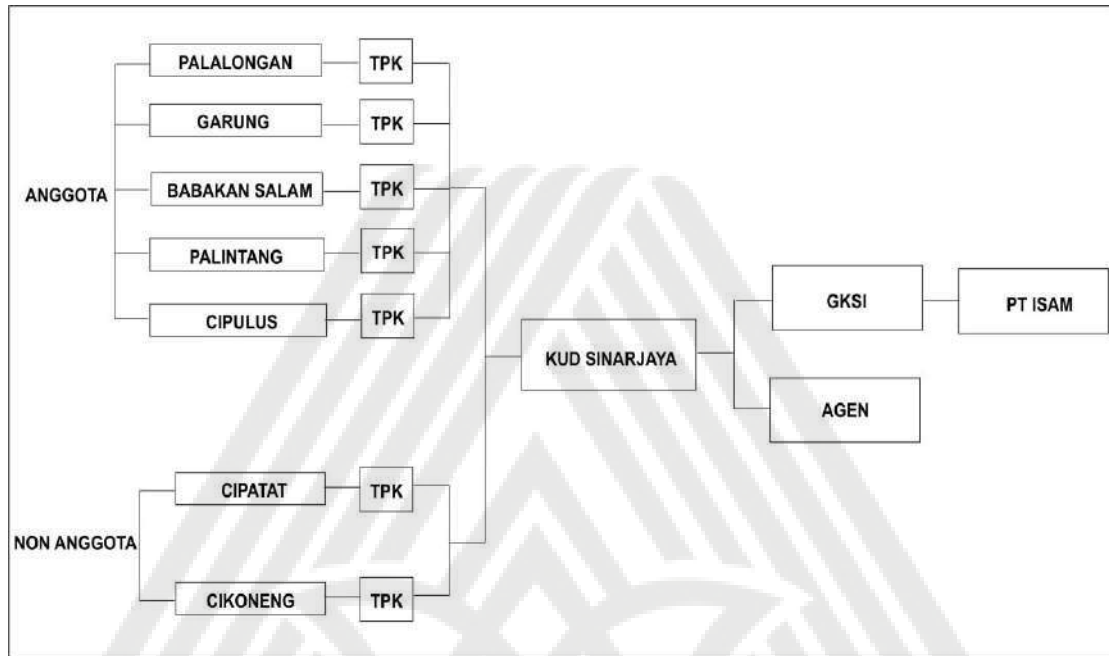 PALALONGAN TPK
GARUNG TPK
ANGGOTA BABAKAN SALAM TPK
PALINTANG TPK
CIPULUS TPK
GKSI PT ISAM
KUD SINARJAYA
AGEN
CIPATAT TPK
NON ANGGOTA
CIKONENG TPK